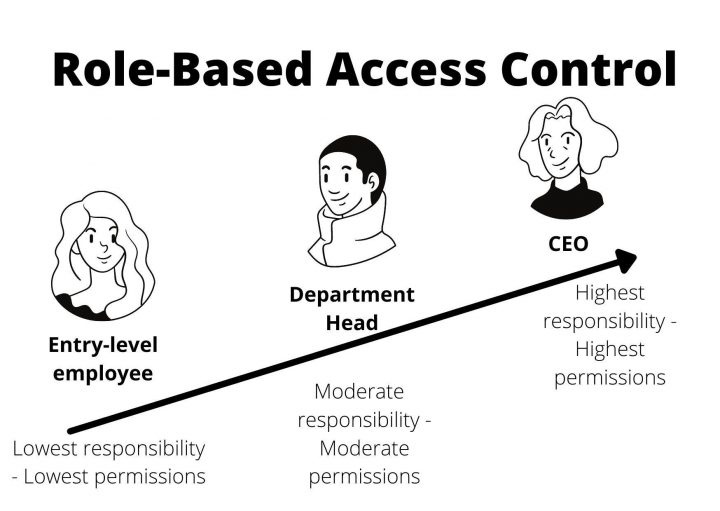 Role-Based Access Control
CEO
Department
Head
Entry-level
employee
Highest
responsibility -
Highest
permissions
Moderate
responsibility -
Moderate
permissions
Lowest responsibility
- Lowest permissions